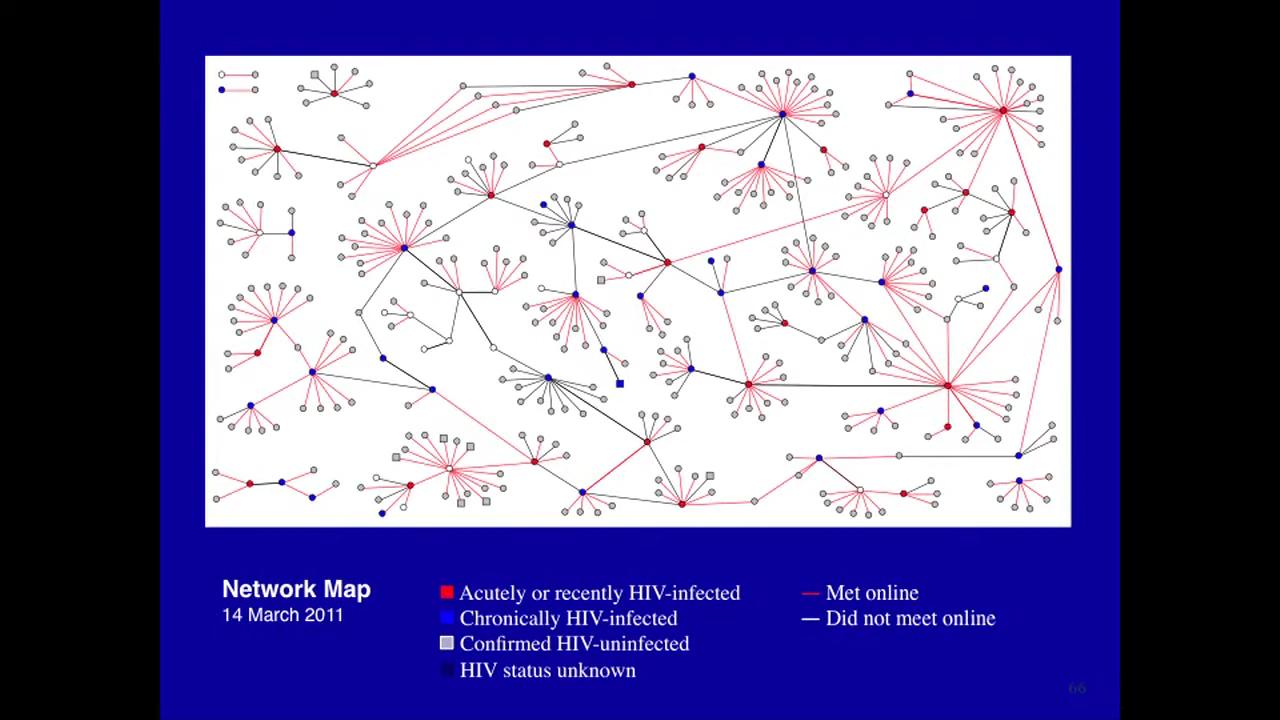 Network Map
14 March 2011
Acutely or recently HIV-infected
Chronically HIV-infected
Confirmed HIV-uninfected
HIV status unknown
Met online
Did not meet online
66